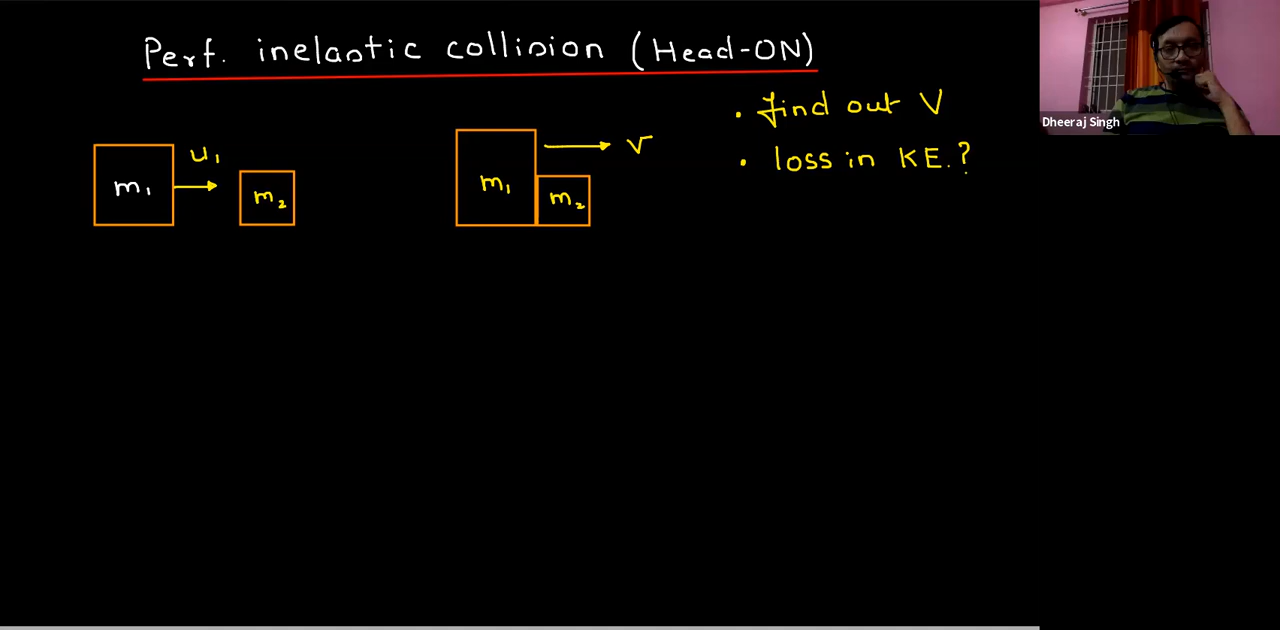 Perf. inelastic collision (Head-ON)
Dheeraj Singh
. find out V
. loss in KE.?
m₁ u₁ m₂
m₁ m₂ v